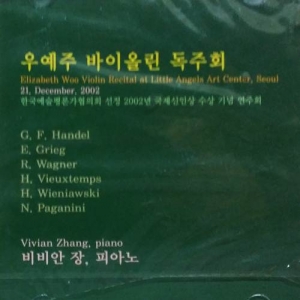 우예주 바이올린 독주회
Elizabeth Woo Violin Recital at Little Angels Art Center, Seoul
21, December, 2002
한국예술평론가협의회 선정 2002년 국제신인상 수상 기념 연주회
G, F, Handel
E, Grieg
R, Wagner
H, Vieuxtemps
H, Wieniawski
N, Paganini
Vivian Zhang, piano
비비안 장, 피아노